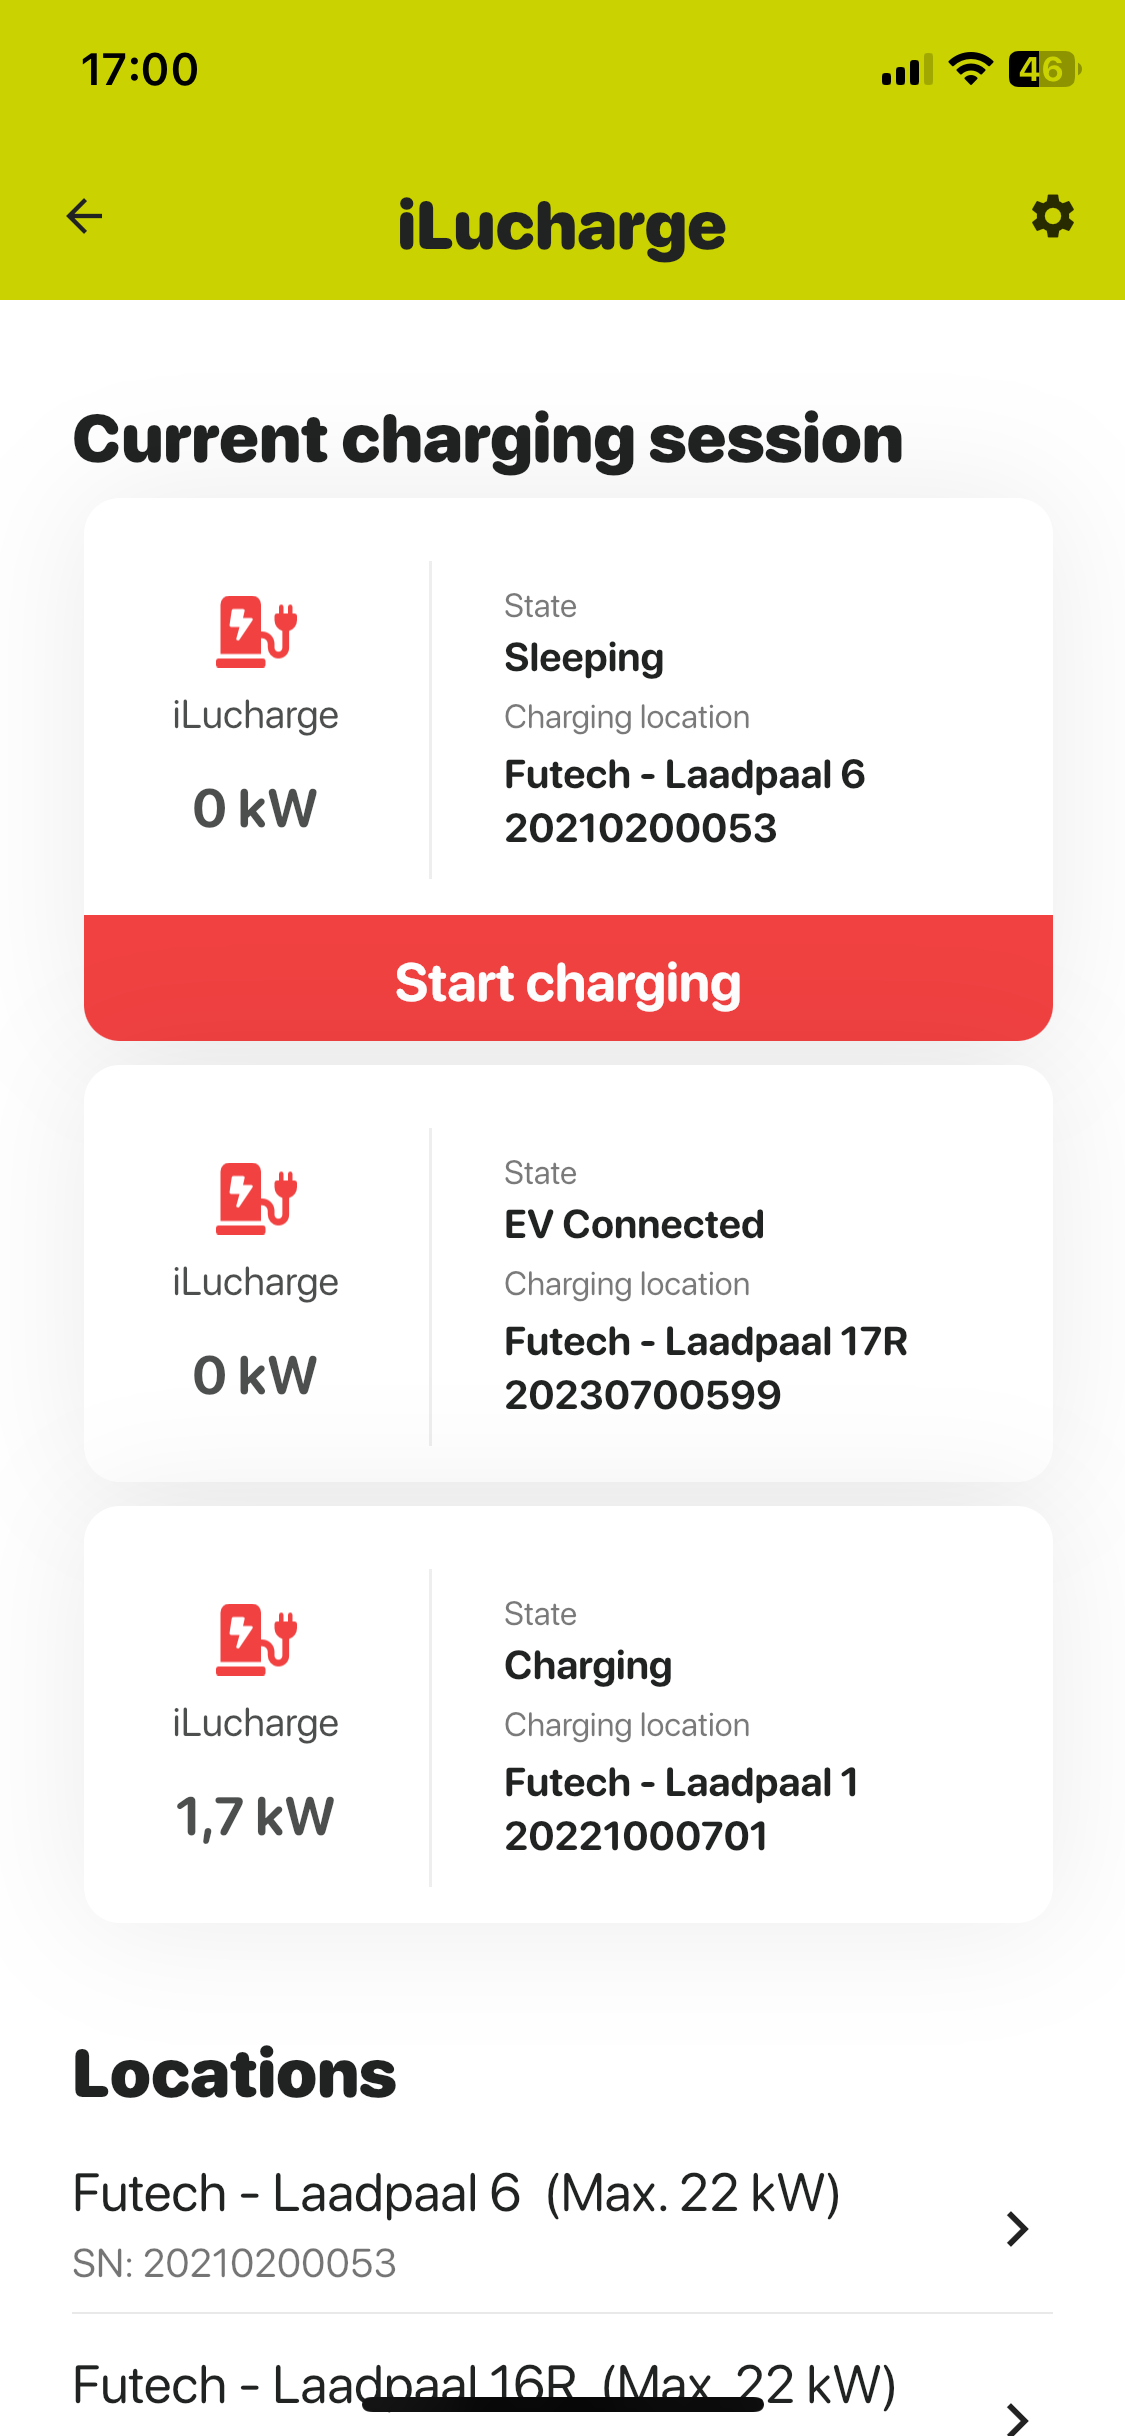 17:00
46
iLucharge
Current charging session
State
Sleeping
iLucharge
Charging location
0 kW
Futech - Laadpaal 6
20210200053
Start charging
State
EV Connected
iLucharge
Charging location
0 kW
Futech - Laadpaal 17R
20230700599
State
Charging
iLucharge
Charging location
1,7 kW
Futech - Laadpaal 1
20221000701
Locations
Futech - Laadpaal 6 (Max. 22 kW)
SN: 20210200053
Futech - Laadpaal 16R (Max. 22 kW)